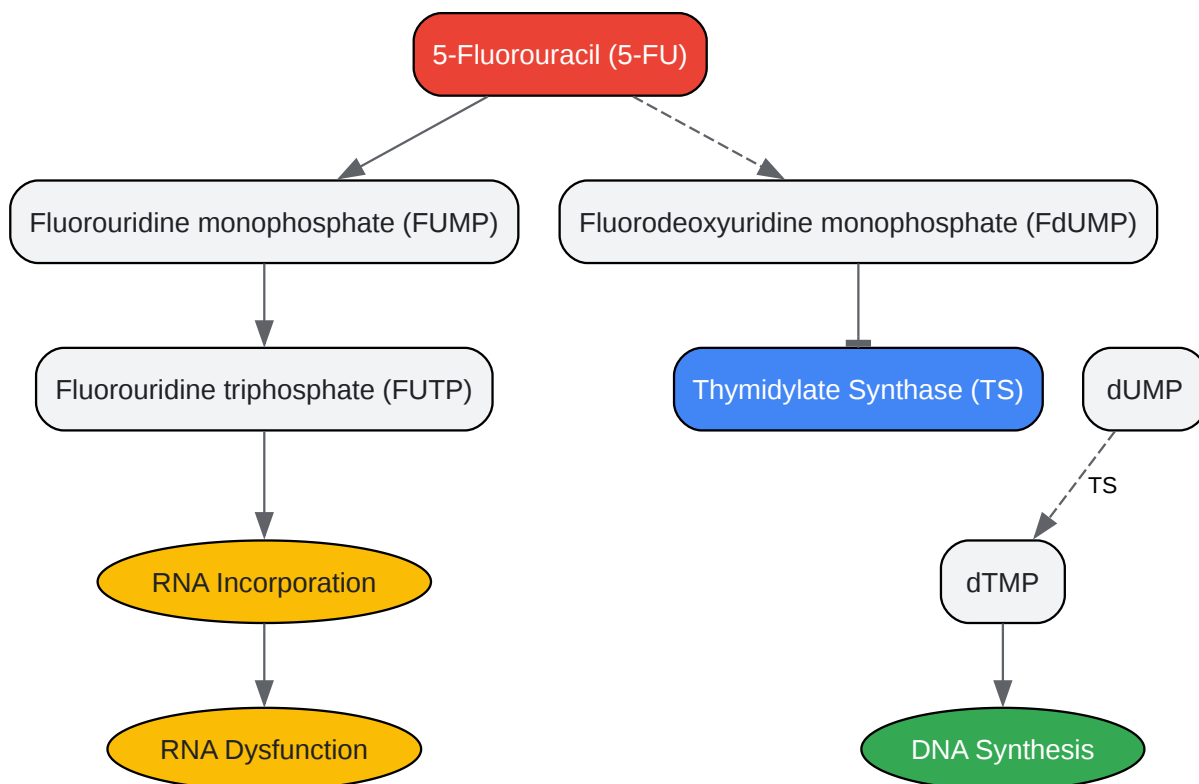 5-Fluorouracil (5-FU)
Fluorouridine monophosphate (FUMP)
Fluorodeoxyuridine monophosphate (FdUMP)
Fluorouridine triphosphate (FUTP)
Thymidylate Synthase (TS)
dUMP
TS
RNA Incorporation
dTMP
RNA Dysfunction
DNA Synthesis